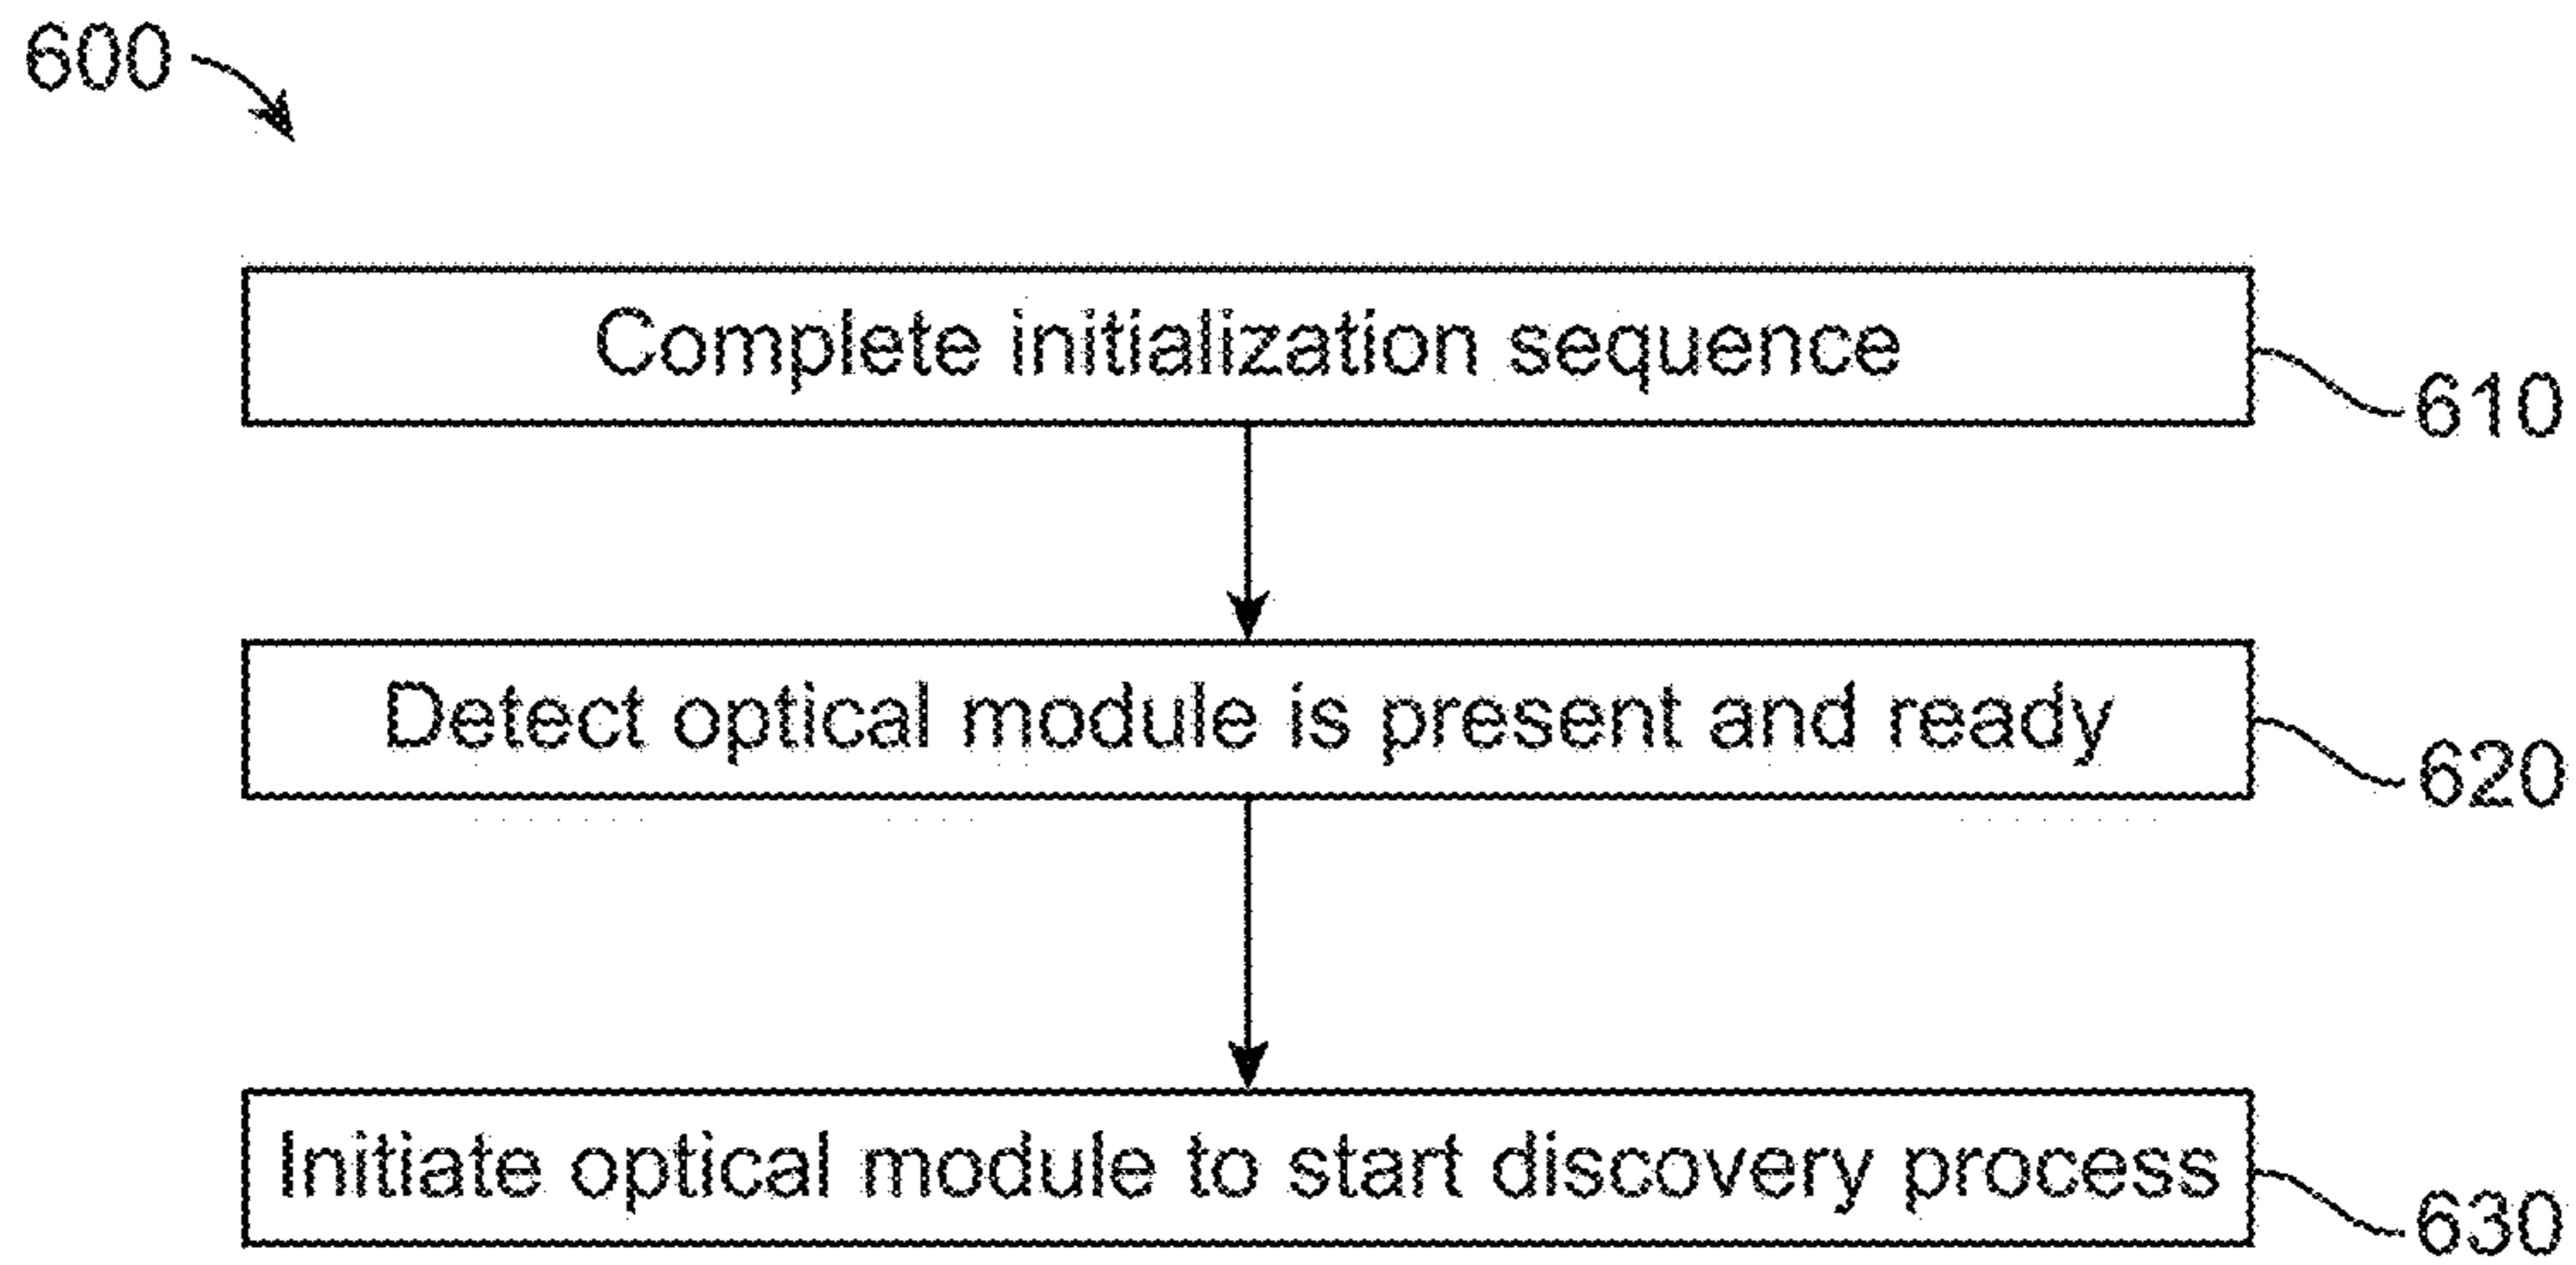 600
Complete initialization sequence
610
Detect optical module is present and ready
620
Initiate optical module to start discovery process
630